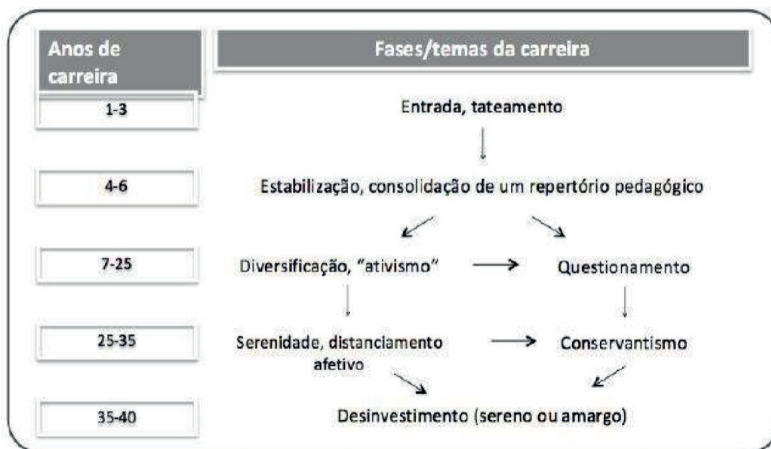 Anos de
carreira
Fases/temas da carreira
1-3
Entrada, tateamento
4-6
Estabilização, consolidação de um repertório pedagógico
7-25
Diversificação, "ativismo"
Questionamento
25-35
Serenidade, distanciamento
afetivo
Conservantismo
35-40
Desinvestimento (sereno ou amargo)